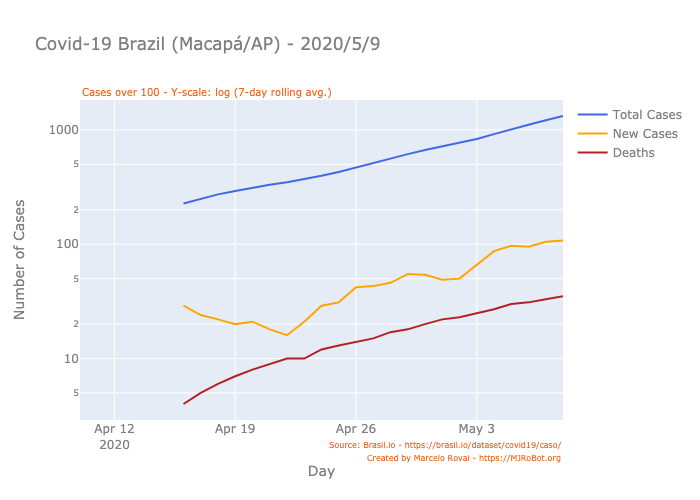 Covid-19 Brazil (Macapá/AP) - 2020/5/9
Cases over 100 - Y-scale: log (7-day rolling avg.)
Total Cases
New Cases
Deaths
Number of Cases
1000
5
2
100
5
2
10
5
Apr 12
2020
Apr 19
Apr 26
May 3
Source: Brasil.io - https://brasil.io/dataset/covid19/caso/
Created by Marcelo Rovai - https://MJRoBot.org
Day